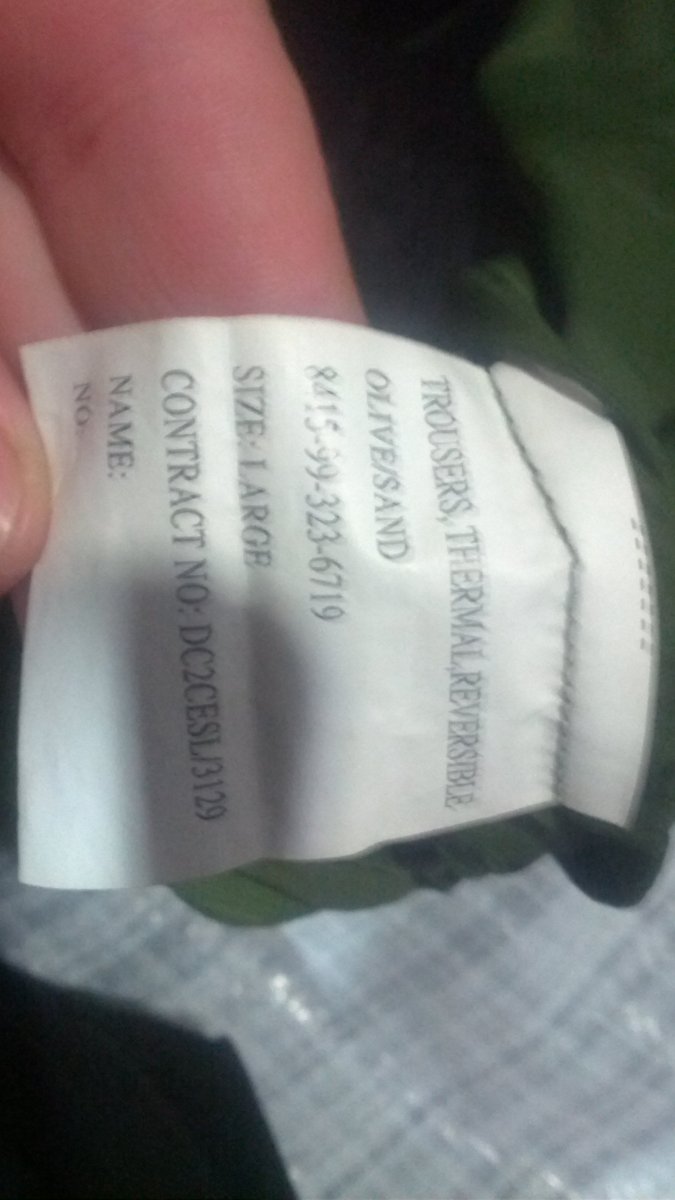 TROUSERS, THERMAL,REVERSIBLE
OLIVE/SAND
8415-99-323-6719
SIZE: LARGE
CONTRACT NO: DC2CESL/3129
NAME:
NO: